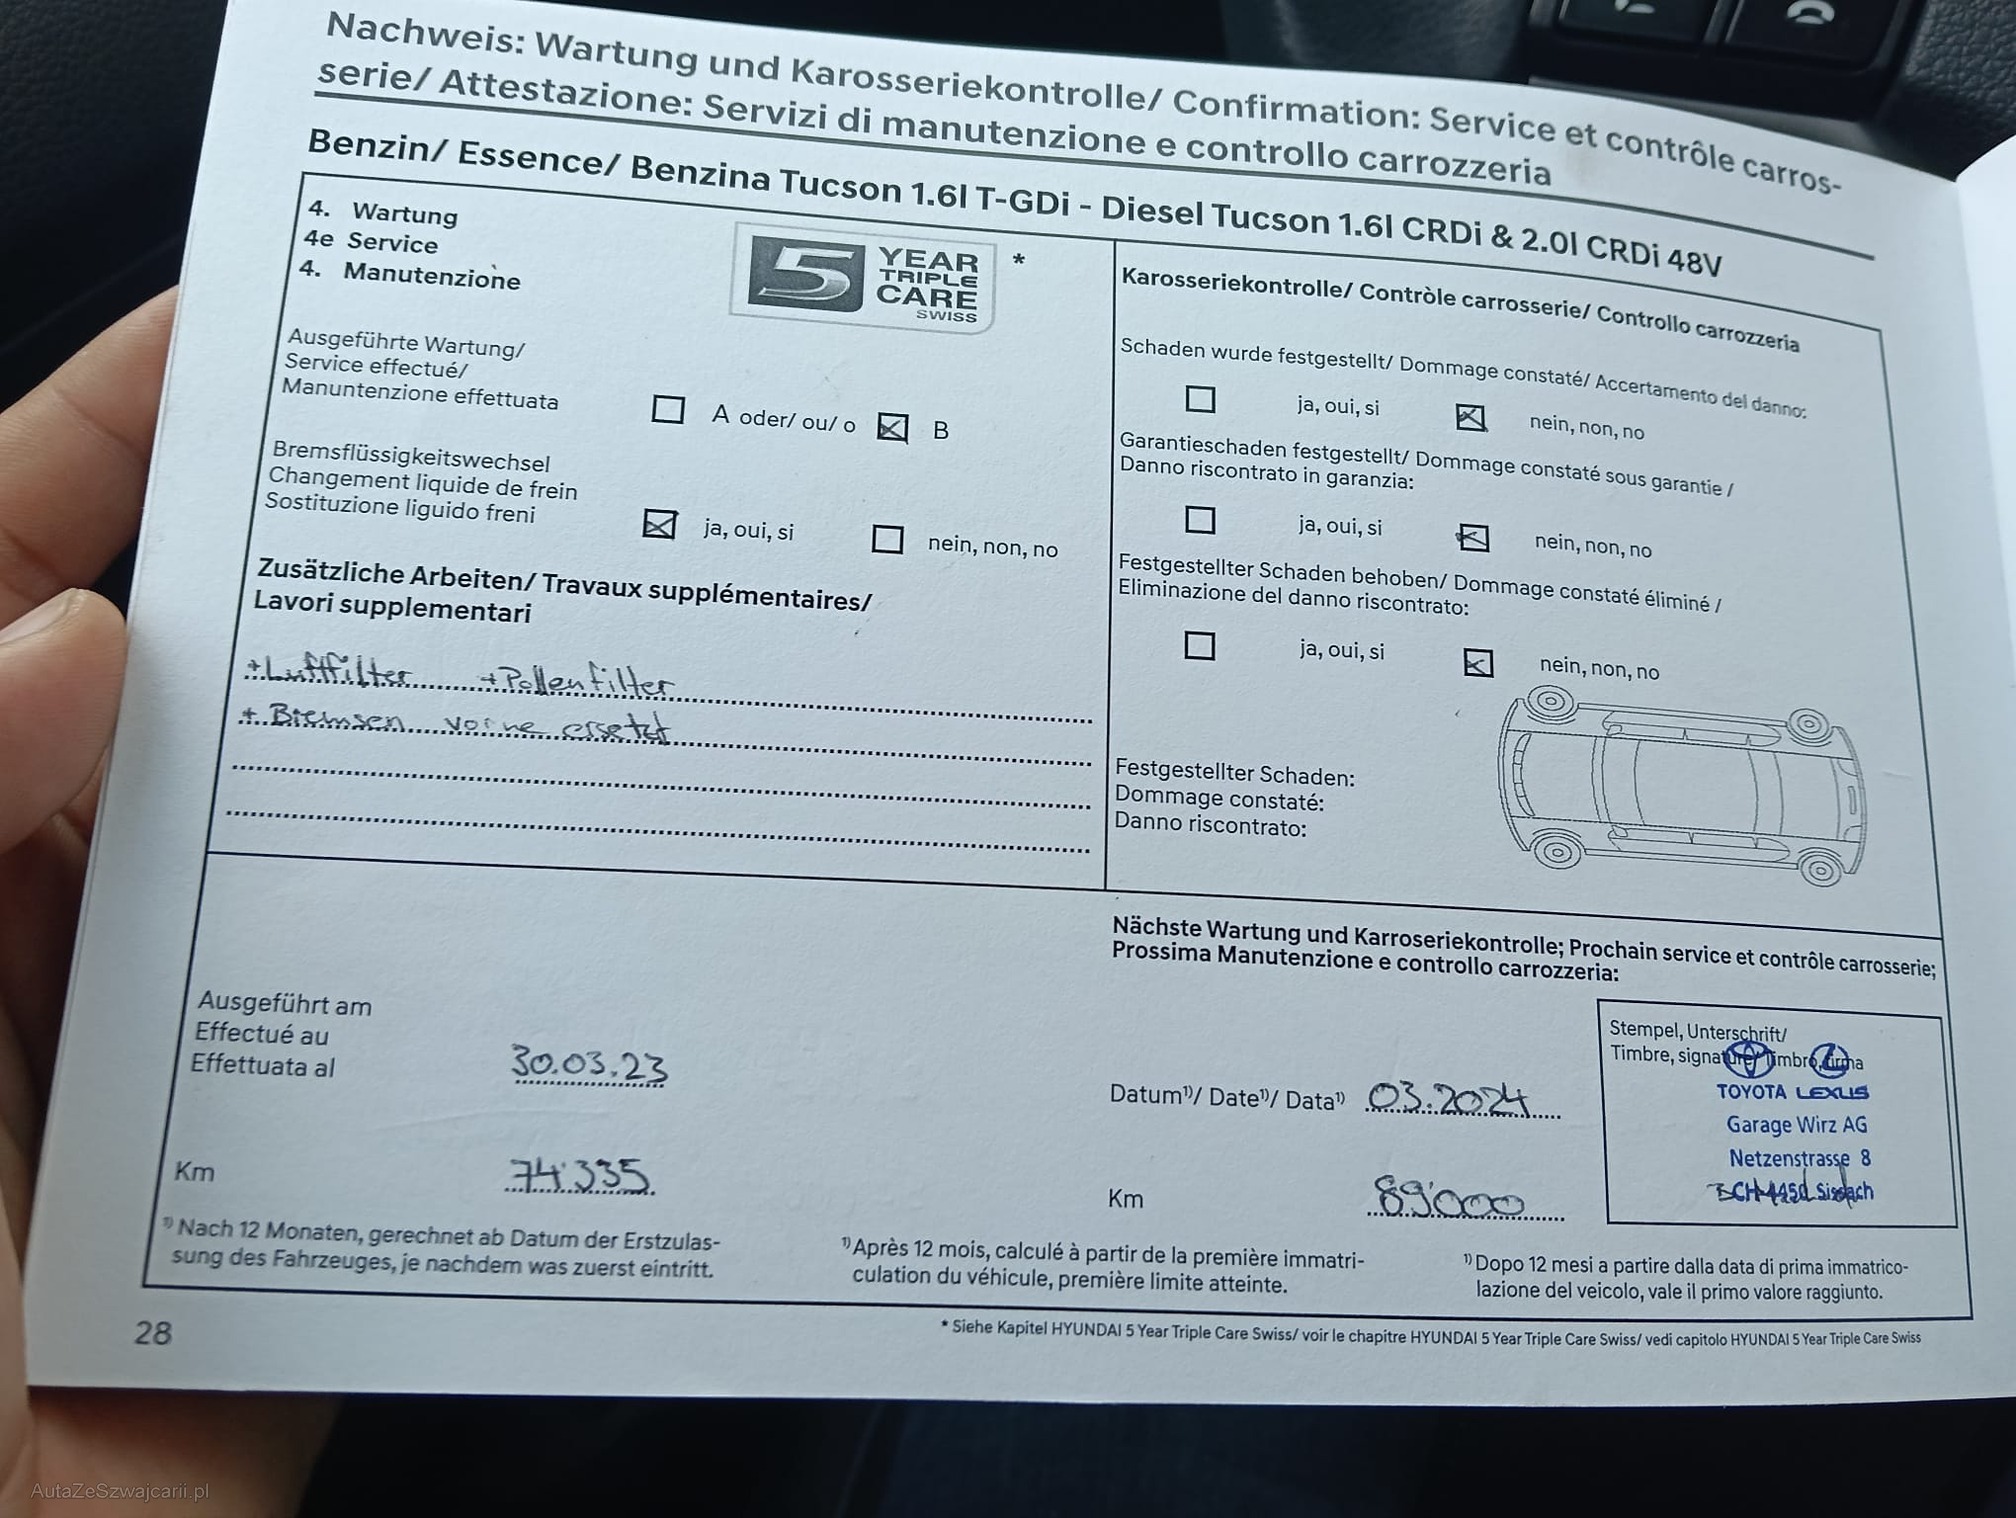 Nachweis: Wartung und Karosseriekontrolle/ Confirmation: Service et contrôle carros-
serie/ Attestazione: Servizi di manutenzione e controllo carrozzeria
Benzin/ Essence/ Benzina Tucson 1.6l T-GDi - Diesel Tucson 1.6l CRDi & 2.0l CRDi 48V
4. Wartung
4e Service
4. Manutenzione
5 YEAR
TRIPLE
CARE
SWISS
*
Ausgeführte Wartung/
Service effectué/
Manuntenzione effettuata
A oder/ ou/ o B
Bremsflüssigkeitswechsel
Changement liquide de frein
Sostituzione liguido freni
ja, oui, si nein, non, no
Zusätzliche Arbeiten/ Travaux supplémentaires/
Lavori supplementari
+Luftfilter +Pollenfilter
+ Bremsen vorne ersetzt
Karosseriekontrolle/ Contrôle carrosserie/ Controllo carrozzeria
Schaden wurde festgestellt/ Dommage constaté/ Accertamento del danno:
ja, oui, si nein, non, no
Garantieschaden festgestellt/ Dommage constaté sous garantie /
Danno riscontrato in garanzia:
ja, oui, si nein, non, no
Festgestellter Schaden behoben/ Dommage constaté éliminé /
Eliminazione del danno riscontrato:
ja, oui, si nein, non, no
Festgestellter Schaden:
Dommage constaté:
Danno riscontrato:
Ausgeführt am
Effectué au
Effettuata al
30.03.23
Km 74'335
Nächste Wartung und Karroseriekontrolle; Prochain service et contrôle carrosserie;
Prossima Manutenzione e controllo carrozzeria:
Datum¹⁾/ Date¹⁾/ Data¹⁾ 03.2024
Km 89'000
Stempel, Unterschrift/
Timbre, signature/ Timbro, firma
TOYOTA LEXUS
Garage Wirz AG
Netzenstrasse 8
CH-4450 Sissach
¹⁾ Nach 12 Monaten, gerechnet ab Datum der Erstzulas-
sung des Fahrzeuges, je nachdem was zuerst eintritt.
¹⁾ Après 12 mois, calculé à partir de la première immatri-
culation du véhicule, première limite atteinte.
¹⁾ Dopo 12 mesi a partire dalla data di prima immatrico-
lazione del veicolo, vale il primo valore raggiunto.
28
* Siehe Kapitel HYUNDAI 5 Year Triple Care Swiss/ voir le chapitre HYUNDAI 5 Year Triple Care Swiss/ vedi capitolo HYUNDAI 5 Year Triple Care Swiss
AutaZeSzwajcarii.pl